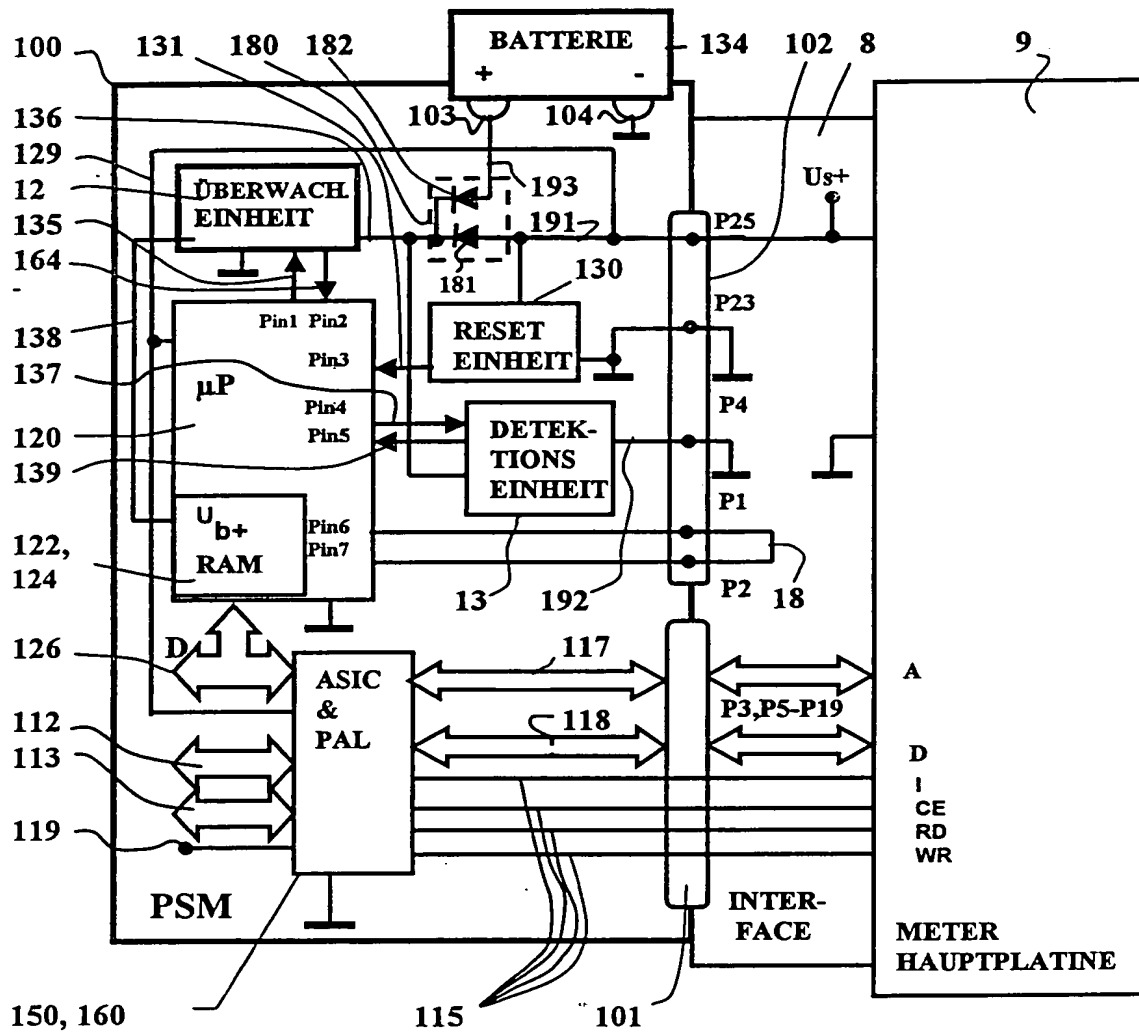 100
131
180
182
BATTERIE
+
-
134
102
8
9
136
103
104
129
12
ÜBERWACH.
EINHEIT
193
Us+
135
191
P25
164
181
130
P23
138
Pin1
Pin2
RESET
EINHEIT
137
Pin3
µP
P4
120
Pin4
Pin5
DETEK-
TIONS
EINHEIT
139
P1
Ub+
RAM
Pin6
Pin7
122,
124
13
192
P2
18
D
126
ASIC
&
PAL
117
A
P3,P5-P19
112
118
D
113
I
CE
119
RD
WR
PSM
INTER-
FACE
METER
HAUPTPLATINE
150, 160
115
101